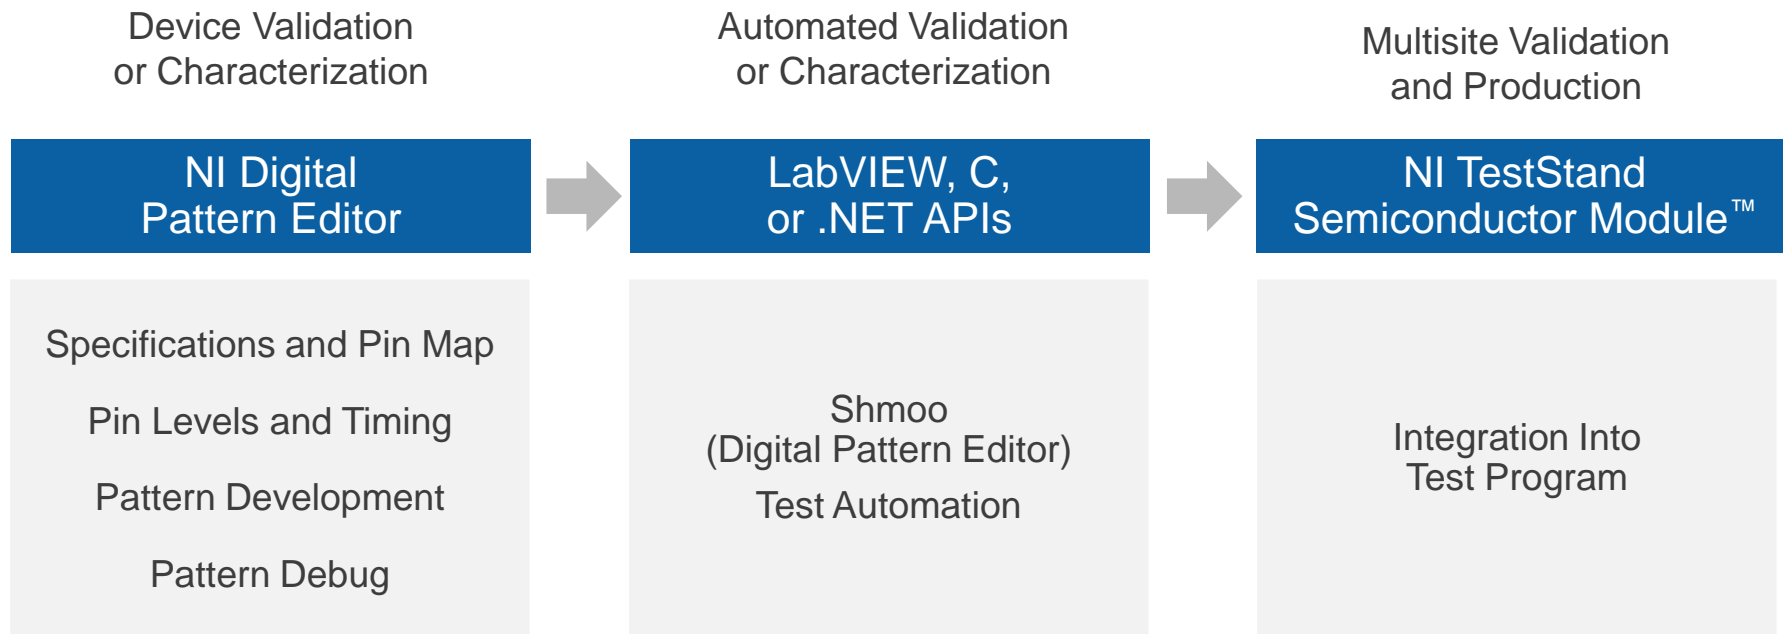 Device Validation
or Characterization
Automated Validation
or Characterization
Multisite Validation
and Production
NI Digital
Pattern Editor
LabVIEW, C,
or .NET APIs
NI TestStand
Semiconductor Module™
Specifications and Pin Map
Pin Levels and Timing
Pattern Development
Pattern Debug
Shmoo
(Digital Pattern Editor)
Test Automation
Integration Into
Test Program